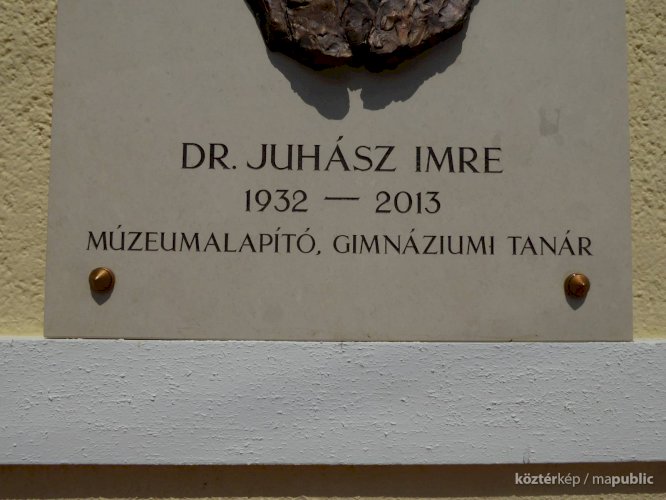 DR. JUHÁSZ IMRE
1932 — 2013
MÚZEUMALAPÍTÓ, GIMNÁZIUMI TANÁR
köztérkép / mapublic